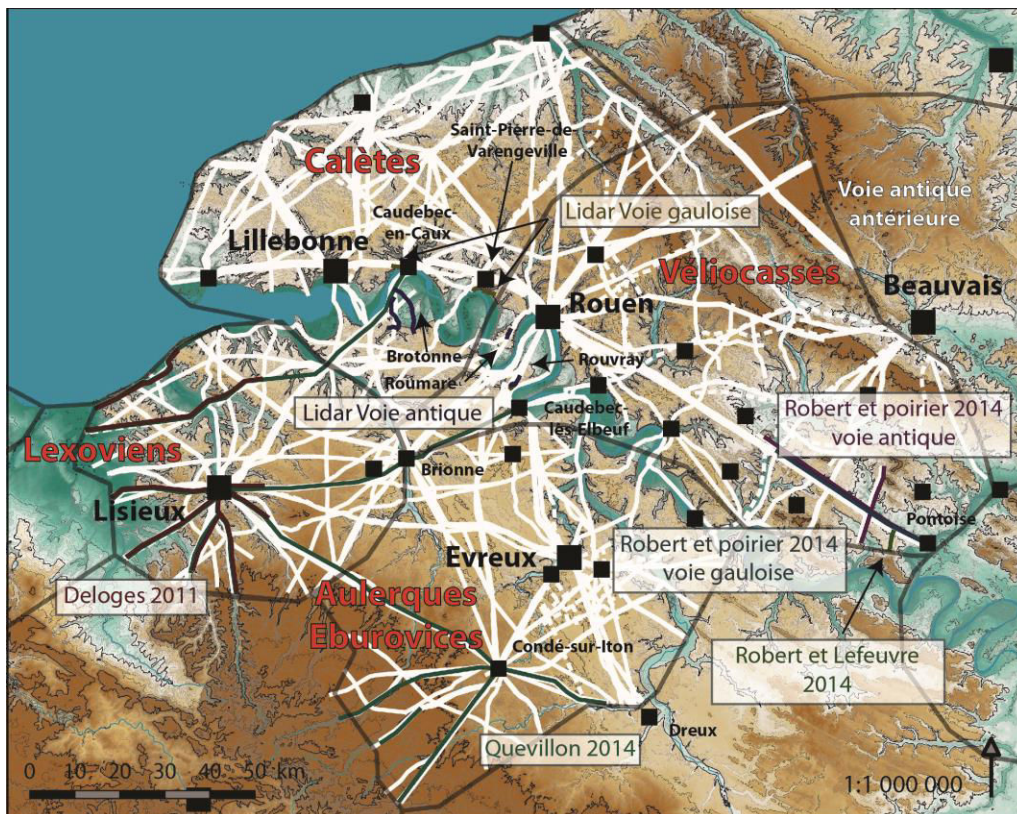 Saint-Pierre-de-
Varengeville
Calètes
Voie antique
antérieure
Caudebec-
en-Caux
Lidar Voie gauloise
Lillebonne
Véliocasses
Beauvais
Rouen
Brotonne
Roumare
Rouvray
Lidar Voie antique
Caudebec-
lès-Elbeuf
Robert et poirier 2014
voie antique
Lexoviens
Brionne
Lisieux
Pontoise
Evreux
Robert et poirier 2014
voie gauloise
Deloges 2011
Aulerques
Eburovices
Condé-sur-Iton
Robert et Lefeuvre
2014
Dreux
Quevillon 2014
0 10 20 30 40 50 km
1:1 000 000